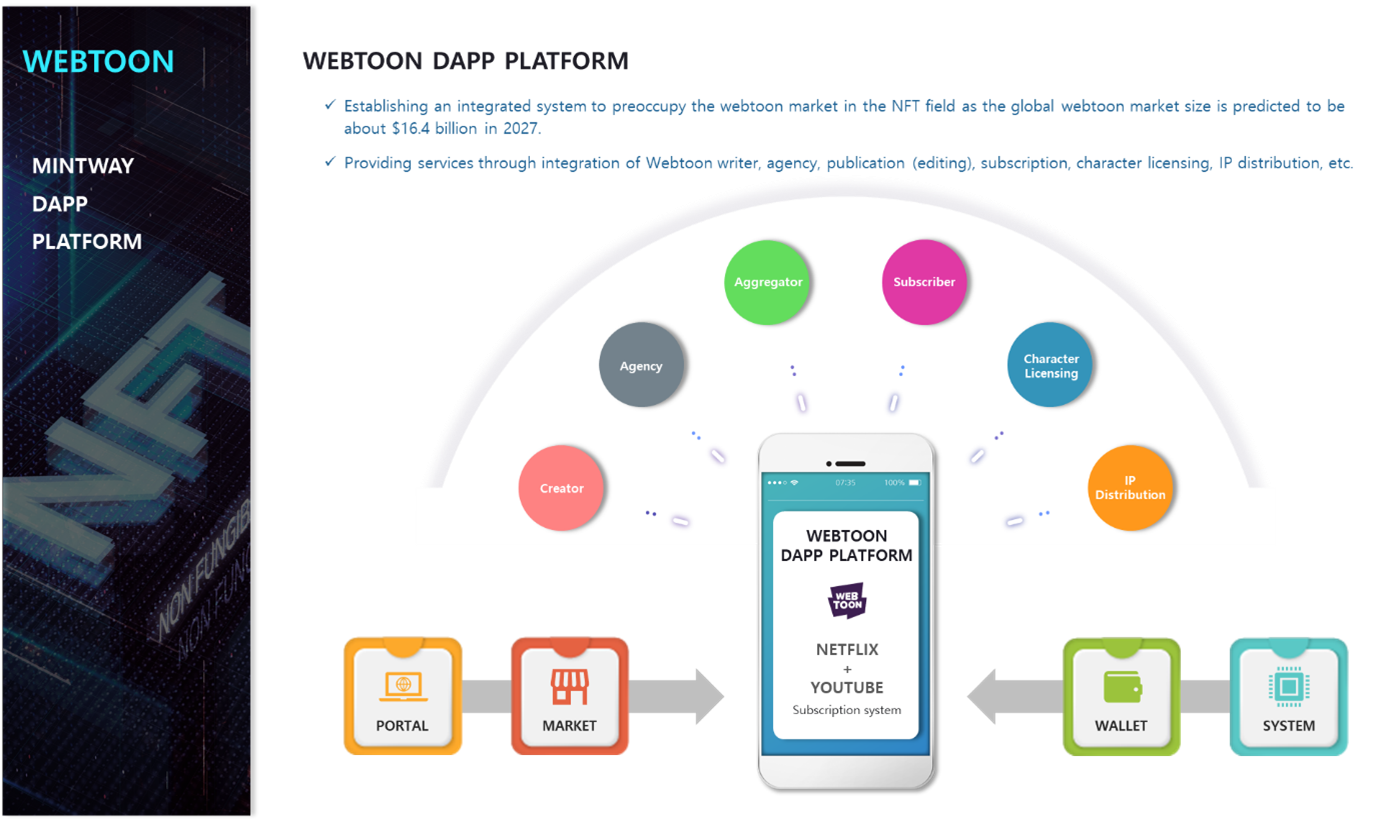 WEBTOON
MINTWAY
DAPP
PLATFORM
NFT
NON FUNGIB
NON FUNG
WEBTOON DAPP PLATFORM
✓ Establishing an integrated system to preoccupy the webtoon market in the NFT field as the global webtoon market size is predicted to be
about $16.4 billion in 2027.
✓ Providing services through integration of Webtoon writer, agency, publication (editing), subscription, character licensing, IP distribution, etc.
Aggregator
Subscriber
Agency
Character
Licensing
Creator
IP
Distribution
07:35
100%
WEBTOON
DAPP PLATFORM
WEB
TOON
NETFLIX
+
YOUTUBE
Subscription system
PORTAL
MARKET
WALLET
SYSTEM